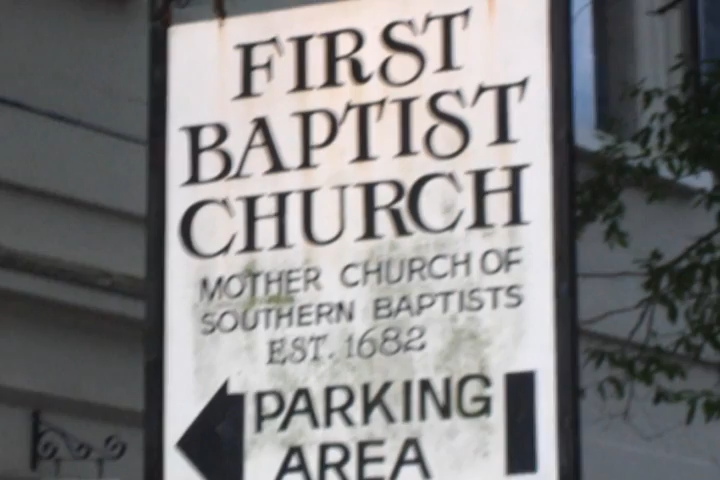 FIRST
BAPTIST
CHURCH
MOTHER CHURCH OF
SOUTHERN BAPTISTS
EST. 1682
PARKING
AREA